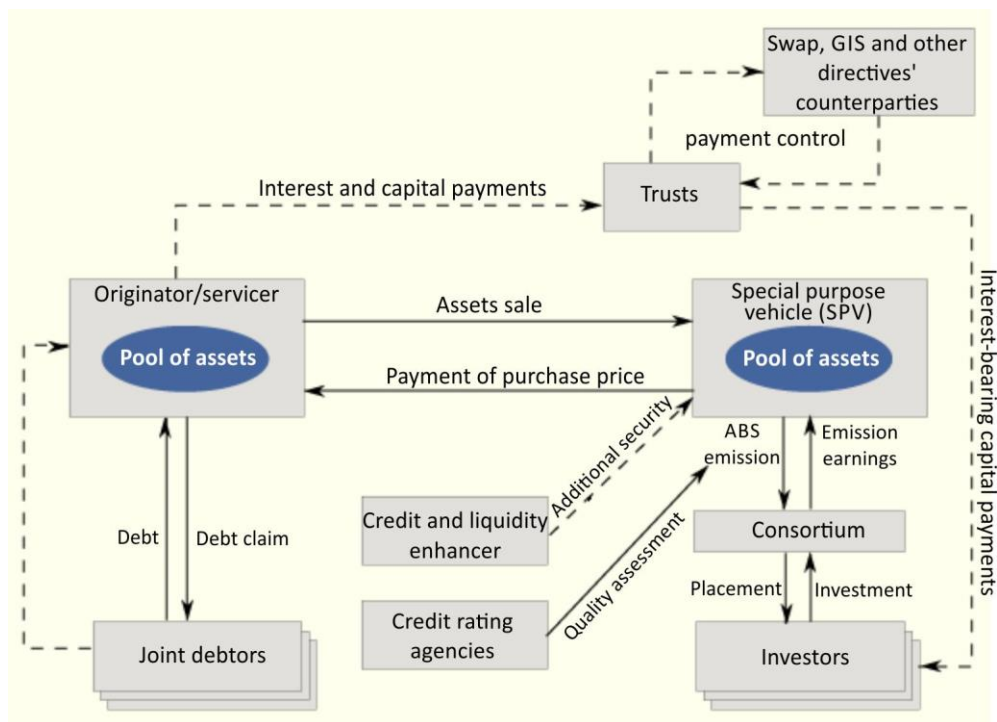 Swap, GIS and other
directives'
counterparties
payment control
Trusts
Interest and capital payments
Originator/servicer
Pool of assets
Assets sale
Payment of purchase price
Special purpose
vehicle (SPV)
Pool of assets
Interest-bearing capital payments
Additional security
ABS
emission
Emission
earnings
Credit and liquidity
enhancer
Consortium
Debt
Debt claim
Quality assessment
Placement
Investment
Credit rating
agencies
Joint debtors
Investors